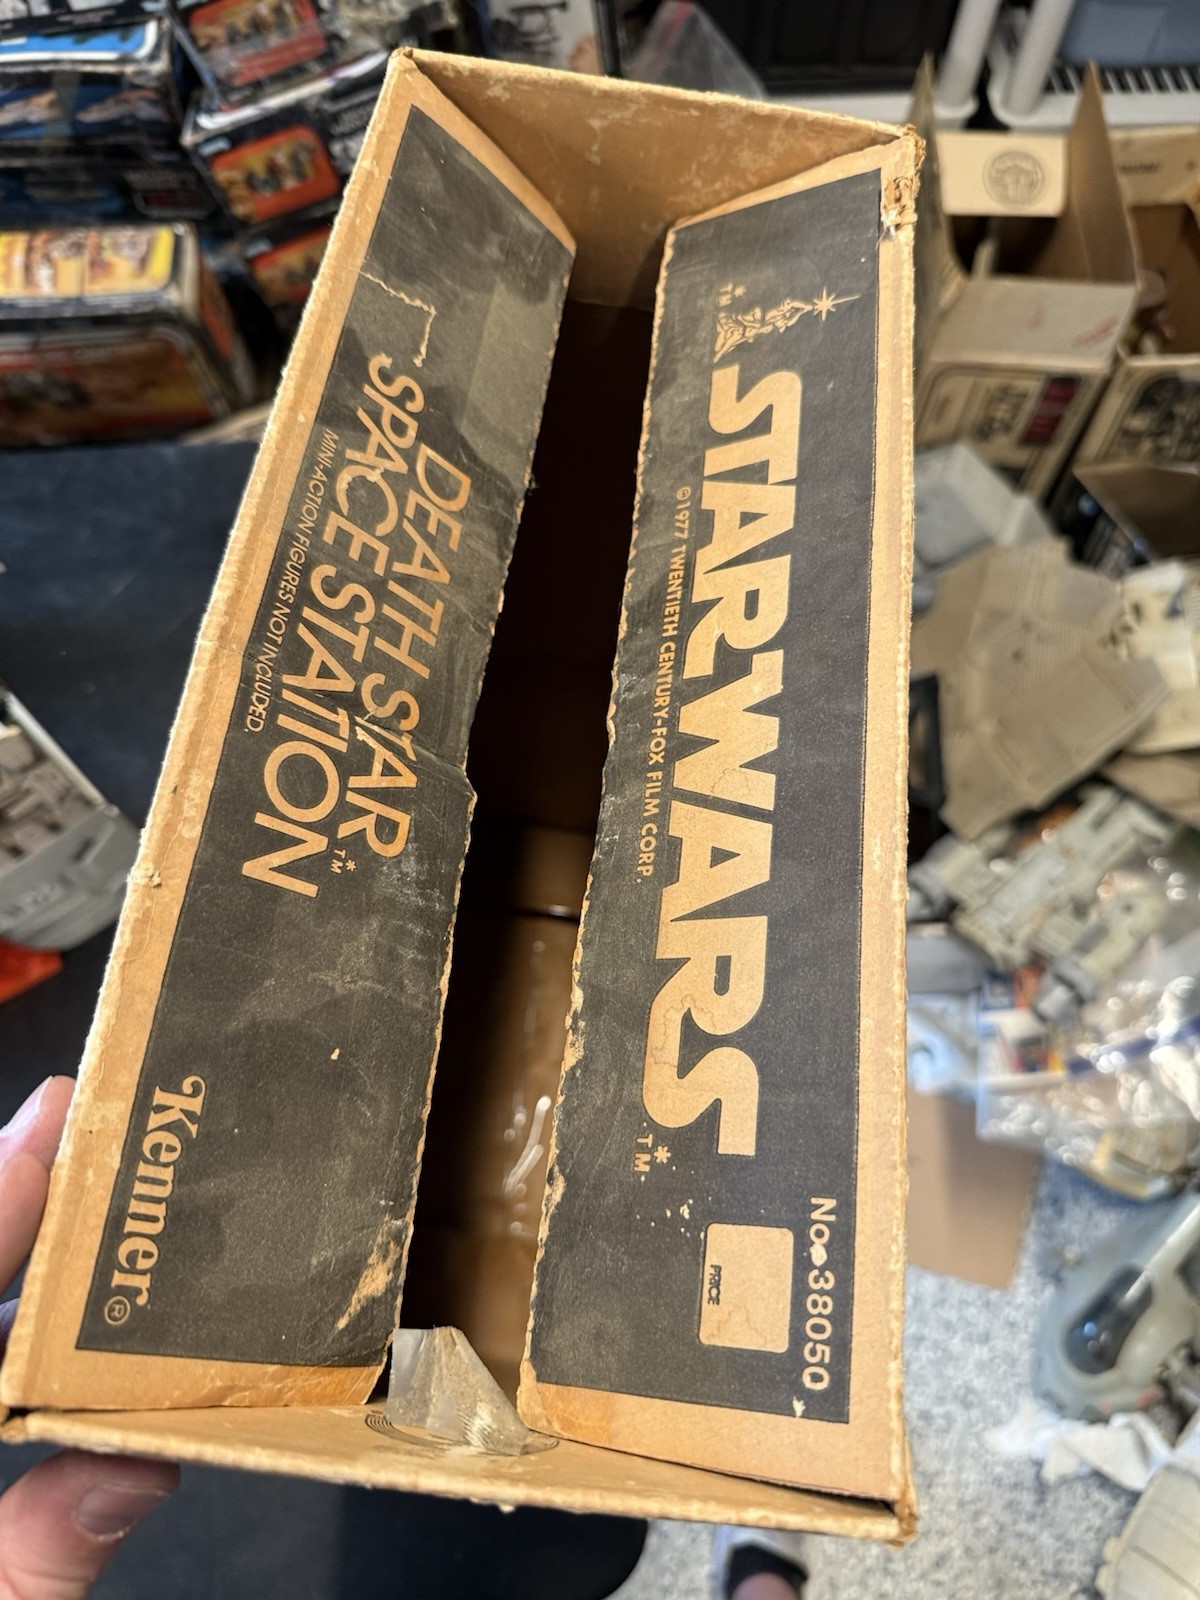 STAR WARS*
TM.
*
TM
©1977 TWENTIETH CENTURY-FOX FILM CORP.
No. 38050
PRICE
DEATH STAR*
TM
SPACE STATION
MINI-ACTION FIGURES NOT INCLUDED.
Kenner®